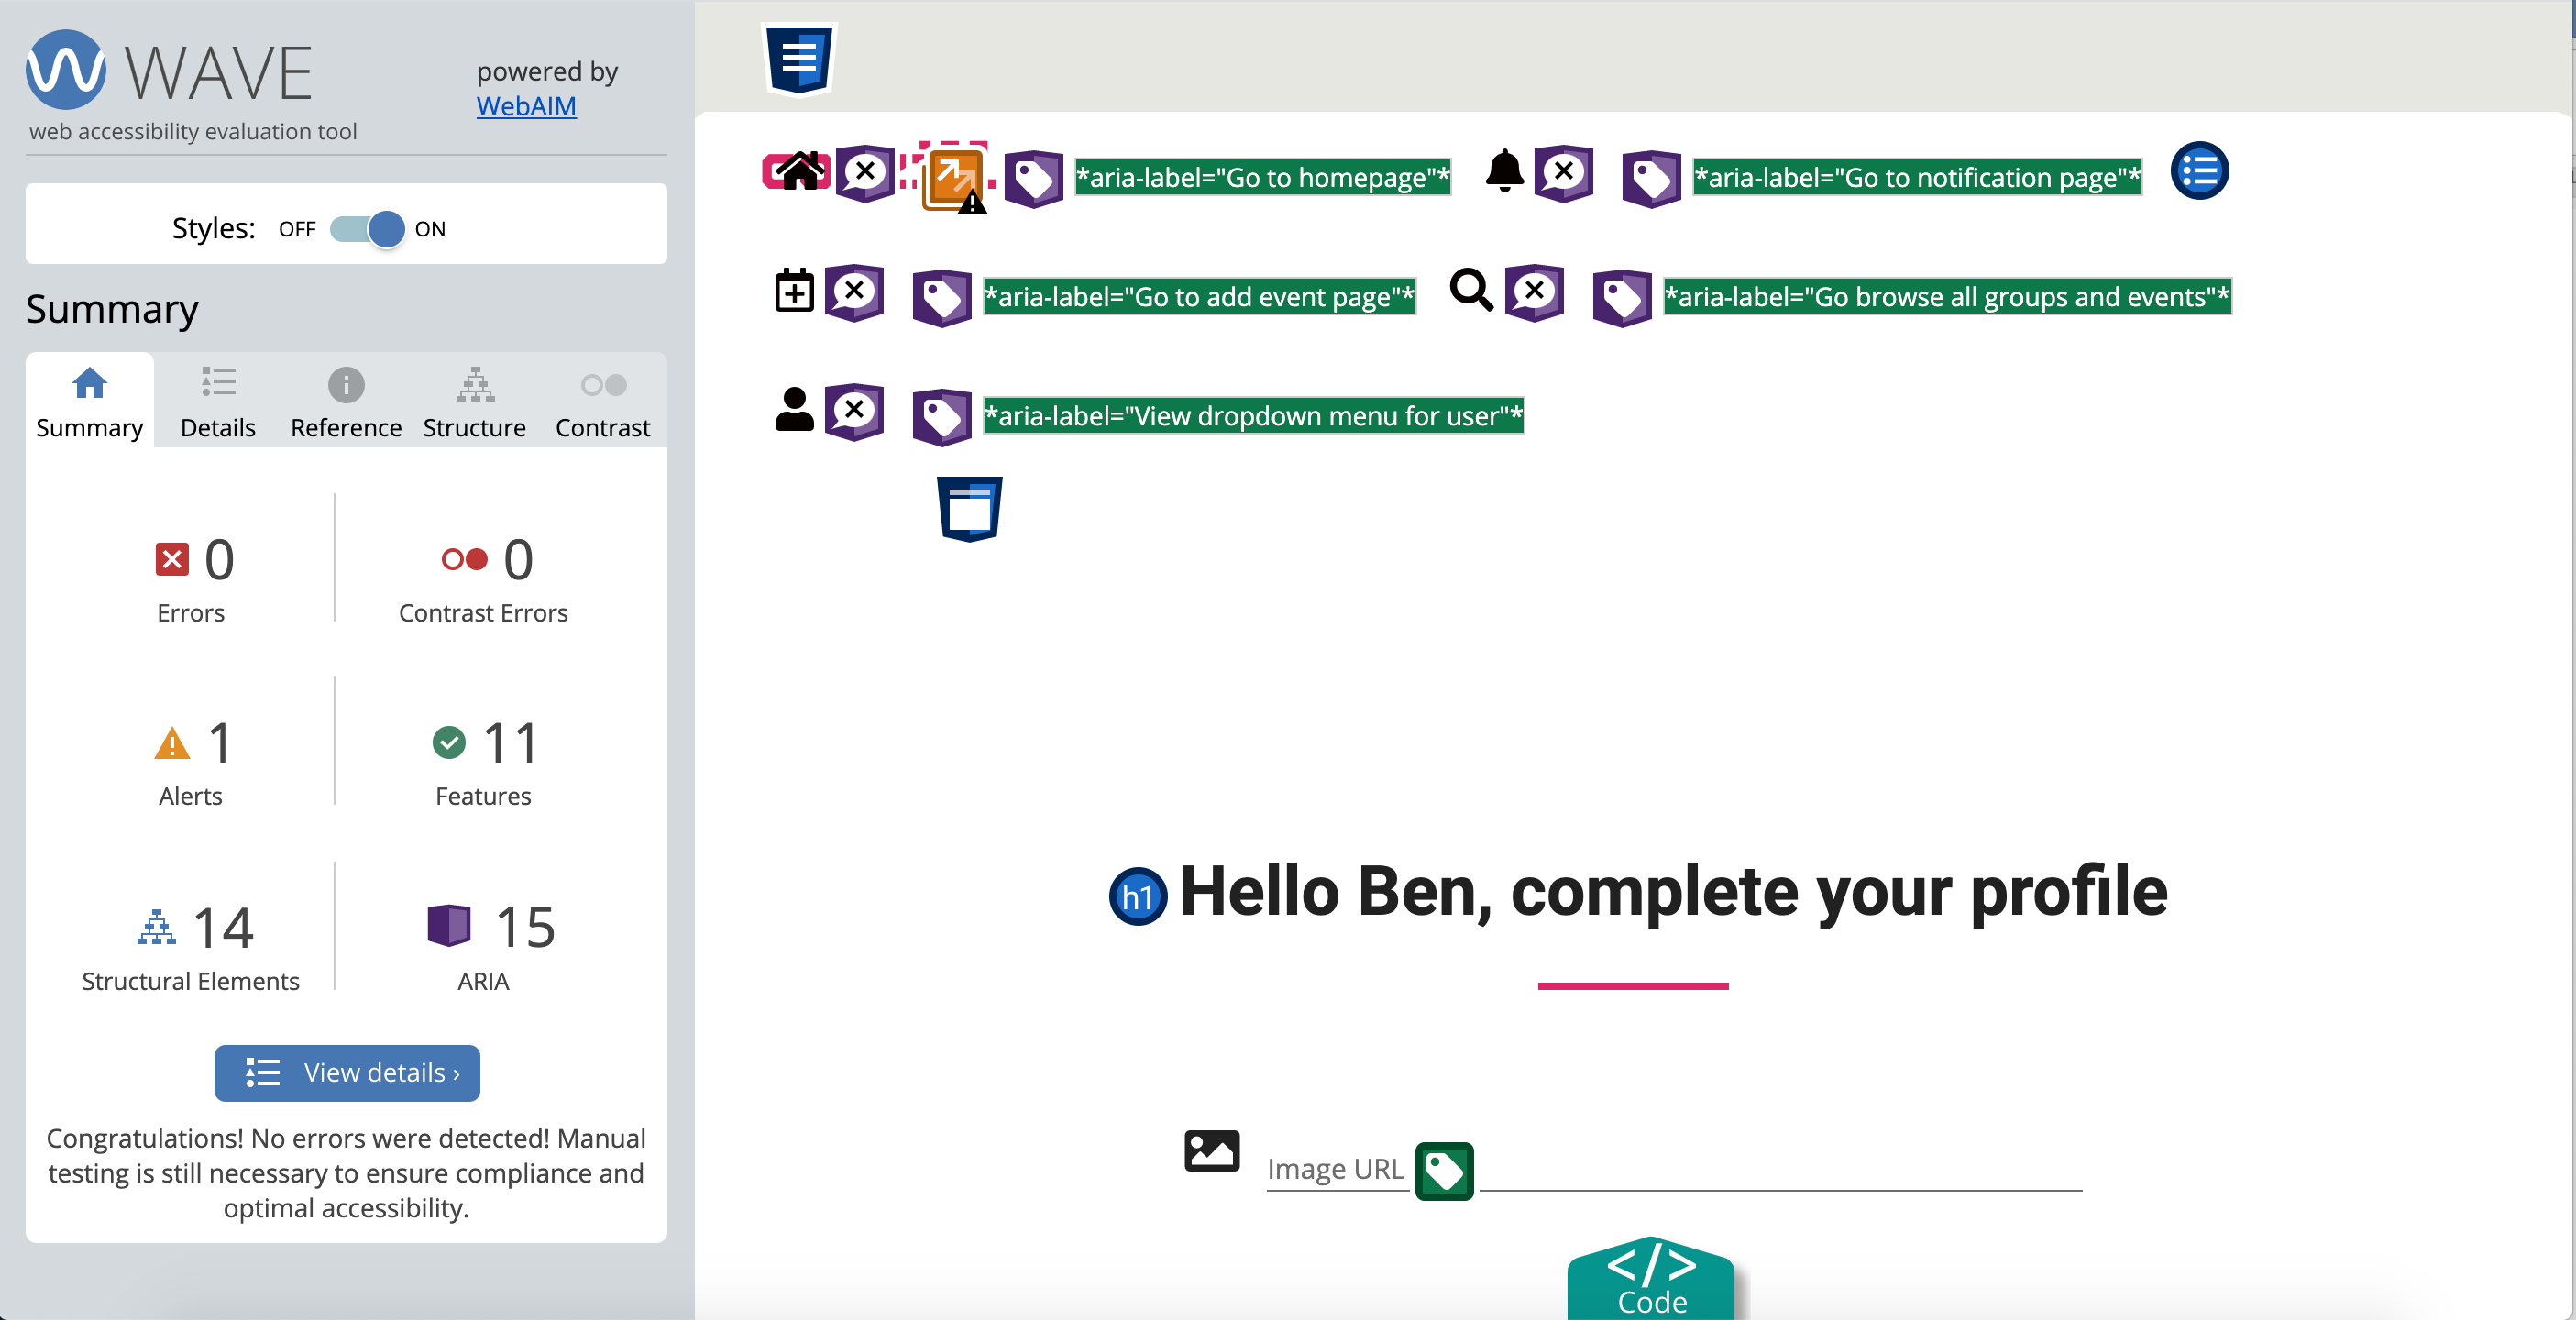 WAVE
powered by
WebAIM
web accessibility evaluation tool
Styles: OFF ON
Summary
Summary Details Reference Structure Contrast
0 0
Errors Contrast Errors
1 11
Alerts Features
14 15
Structural Elements ARIA
View details ›
Congratulations! No errors were detected! Manual
testing is still necessary to ensure compliance and
optimal accessibility.
*aria-label="Go to homepage"* *aria-label="Go to notification page"*
*aria-label="Go to add event page"* *aria-label="Go browse all groups and events"*
*aria-label="View dropdown menu for user"*
h1 Hello Ben, complete your profile
Image URL
</>
Code